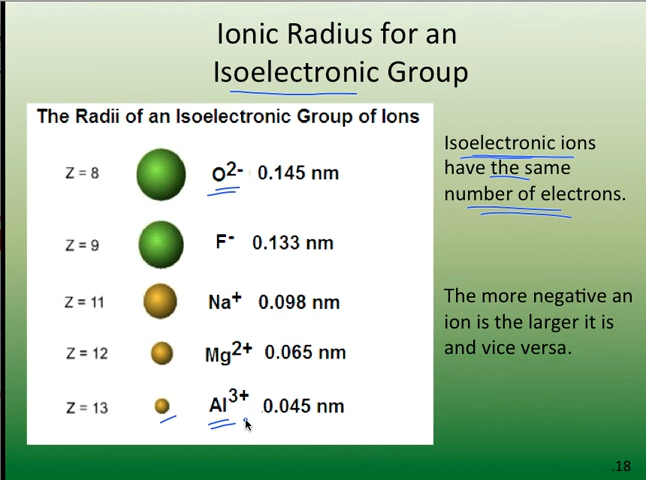 Ionic Radius for an
Isoelectronic Group
The Radii of an Isoelectronic Group of Ions
Z = 8 O2- 0.145 nm
Z = 9 F- 0.133 nm
Z = 11 Na+ 0.098 nm
Z = 12 Mg2+ 0.065 nm
Z = 13 Al3+ 0.045 nm
Isoelectronic ions
have the same
number of electrons.
The more negative an
ion is the larger it is
and vice versa.
.18